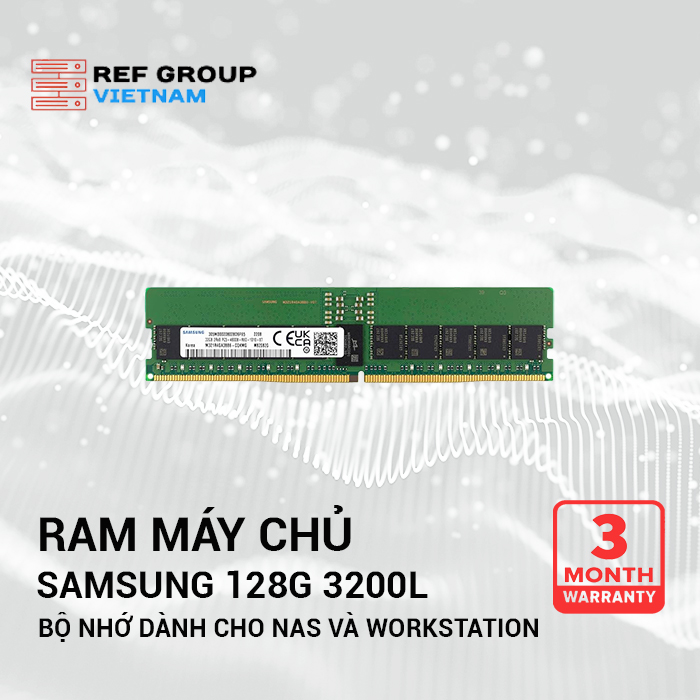 REF GROUP
VIETNAM
SAMSUNG
Korea
RAM MÁY CHỦ
SAMSUNG 128G 3200L
BỘ NHỚ DÀNH CHO NAS VÀ WORKSTATION
3
MONTH
WARRANTY